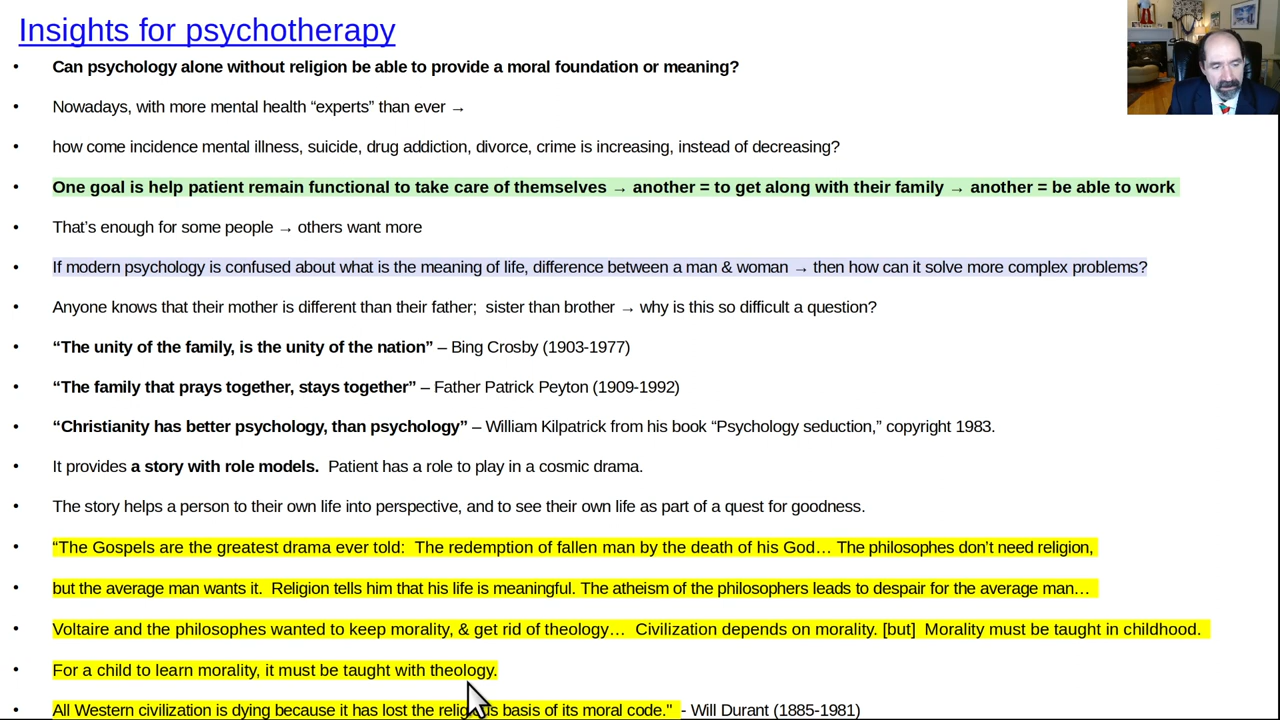 Insights for psychotherapy
• Can psychology alone without religion be able to provide a moral foundation or meaning?
• Nowadays, with more mental health “experts” than ever →
• how come incidence mental illness, suicide, drug addiction, divorce, crime is increasing, instead of decreasing?
• One goal is help patient remain functional to take care of themselves → another = to get along with their family → another = be able to work
• That’s enough for some people → others want more
• If modern psychology is confused about what is the meaning of life, difference between a man & woman → then how can it solve more complex problems?
• Anyone knows that their mother is different than their father; sister than brother → why is this so difficult a question?
• “The unity of the family, is the unity of the nation” – Bing Crosby (1903-1977)
• “The family that prays together, stays together” – Father Patrick Peyton (1909-1992)
• “Christianity has better psychology, than psychology” – William Kilpatrick from his book “Psychology seduction,” copyright 1983.
• It provides a story with role models. Patient has a role to play in a cosmic drama.
• The story helps a person to their own life into perspective, and to see their own life as part of a quest for goodness.
• “The Gospels are the greatest drama ever told: The redemption of fallen man by the death of his God… The philosophes don’t need religion,
• but the average man wants it. Religion tells him that his life is meaningful. The atheism of the philosophers leads to despair for the average man…
• Voltaire and the philosophes wanted to keep morality, & get rid of theology… Civilization depends on morality. [but] Morality must be taught in childhood.
• For a child to learn morality, it must be taught with theology.
• All Western civilization is dying because it has lost the religious basis of its moral code." - Will Durant (1885-1981)